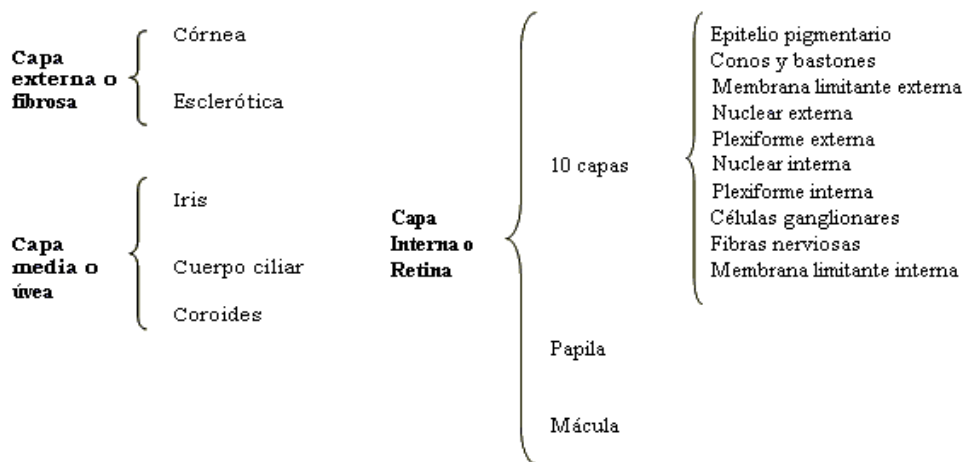 Capa
externa o
fibrosa
Córnea
Esclerótica
Capa
media o
úvea
Iris
Cuerpo ciliar
Coroides
Capa
Interna o
Retina
10 capas
Epitelio pigmentario
Conos y bastones
Membrana limitante externa
Nuclear externa
Plexiforme externa
Nuclear interna
Plexiforme interna
Células ganglionares
Fibras nerviosas
Membrana limitante interna
Papila
Mácula